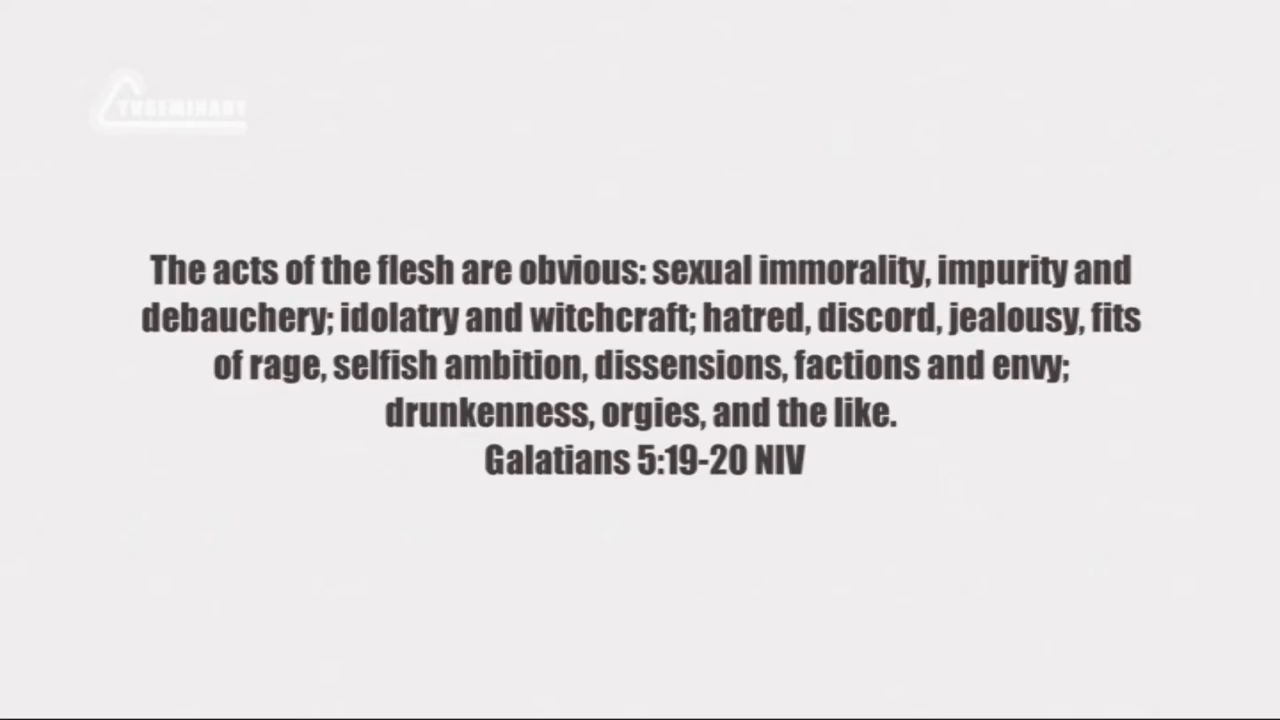 TVSEMINARY
The acts of the flesh are obvious: sexual immorality, impurity and
debauchery; idolatry and witchcraft; hatred, discord, jealousy, fits
of rage, selfish ambition, dissensions, factions and envy;
drunkenness, orgies, and the like.
Galatians 5:19-20 NIV